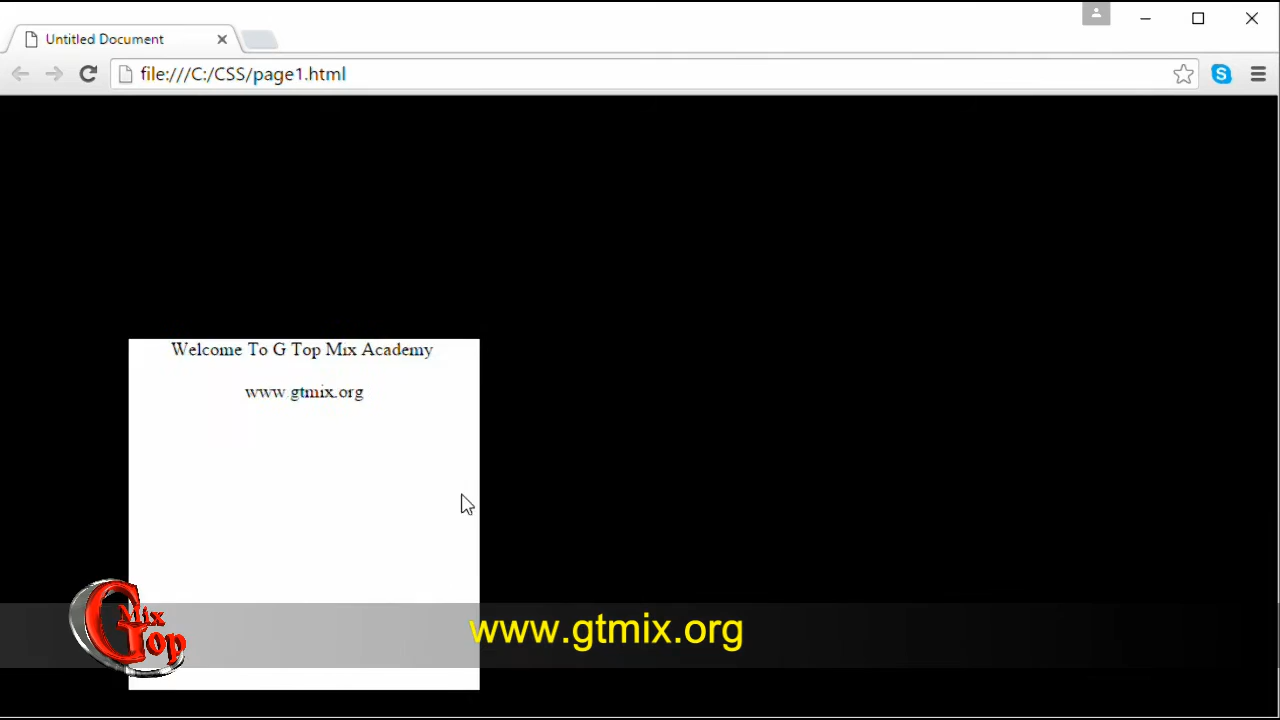 Untitled Document
file:///C:/CSS/page1.html
Welcome To G Top Mix Academy
www.gtmix.org
G Mix Top
www.gtmix.org